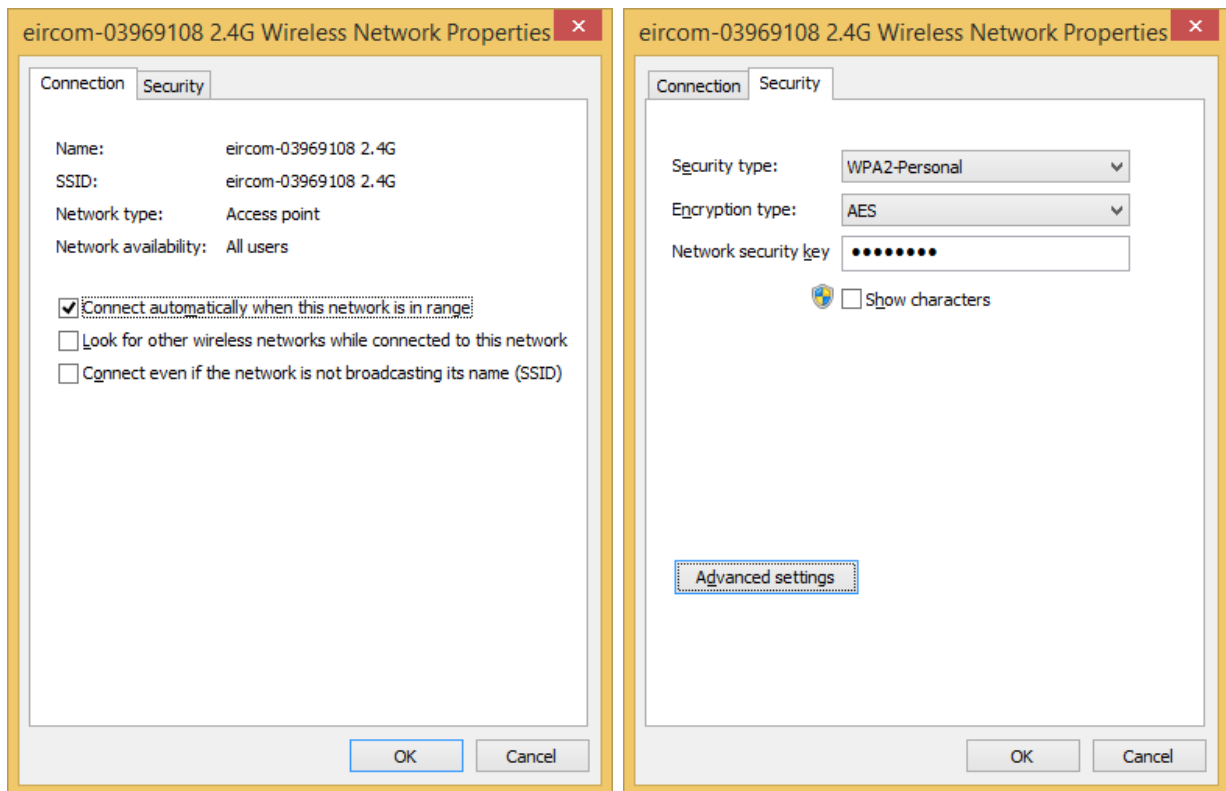 eircom-03969108 2.4G Wireless Network Properties
Connection Security
Name: eircom-03969108 2.4G
SSID: eircom-03969108 2.4G
Network type: Access point
Network availability: All users
Connect automatically when this network is in range
Look for other wireless networks while connected to this network
Connect even if the network is not broadcasting its name (SSID)
OK Cancel
eircom-03969108 2.4G Wireless Network Properties
Connection Security
Security type: WPA2-Personal
Encryption type: AES
Network security key ••••••••
Show characters
Advanced settings
OK Cancel